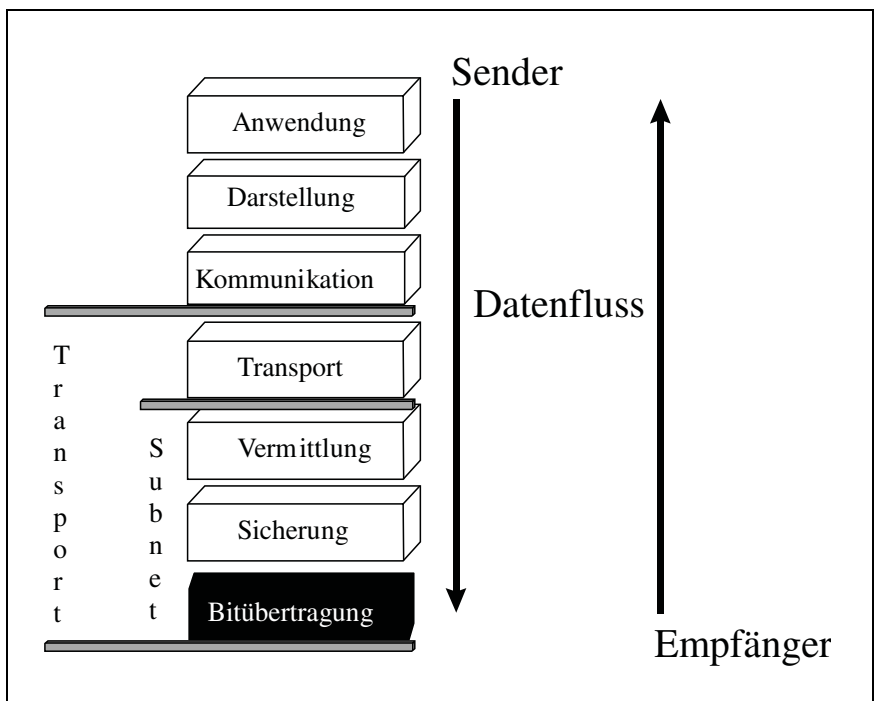 Sender
Anwendung
Darstellung
Kommunikation
Datenfluss
Transport
Transport
Vermittlung
Subnet
Sicherung
Bitübertragung
Empfänger